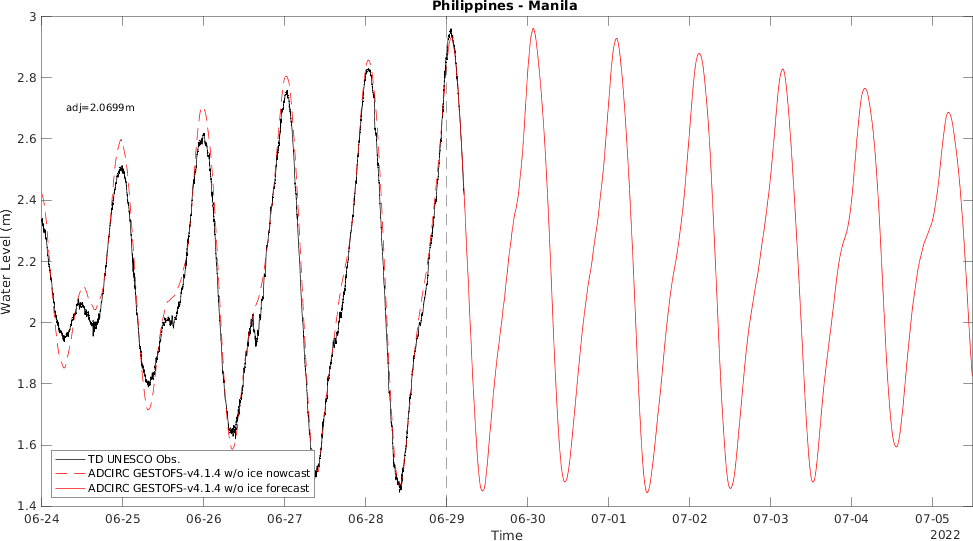 Philippines - Manila
3
2.8
adj=2.0699m
2.6
2.4
2.2
2
1.8
1.6
1.4
Water Level (m)
TD UNESCO Obs.
ADCIRC GESTOFS-v4.1.4 w/o ice nowcast
ADCIRC GESTOFS-v4.1.4 w/o ice forecast
06-24 06-25 06-26 06-27 06-28 06-29 06-30 07-01 07-02 07-03 07-04 07-05
Time
2022